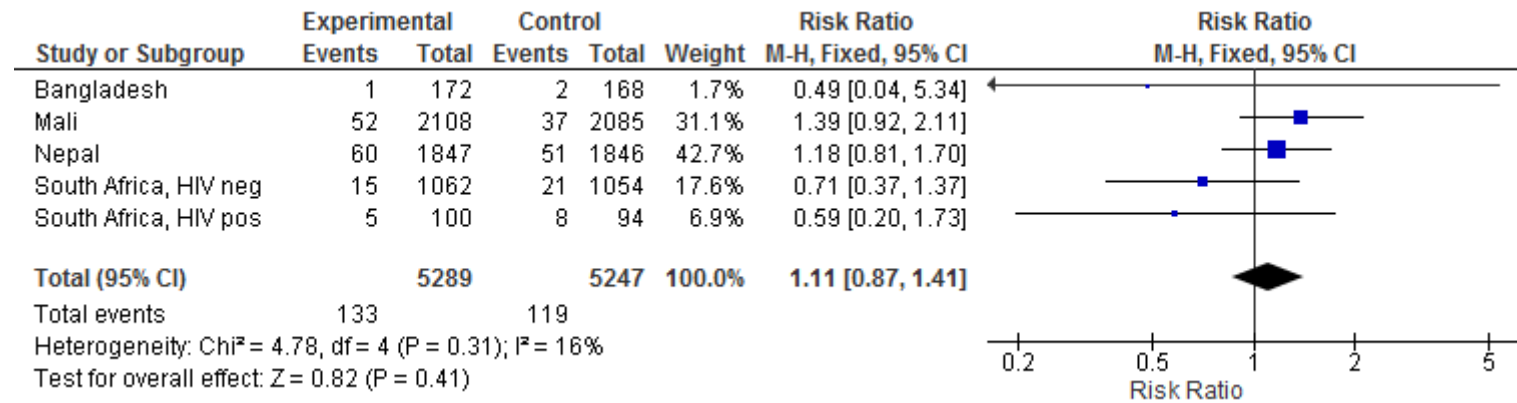 Experimental Control Risk Ratio Risk Ratio
Study or Subgroup Events Total Events Total Weight M-H, Fixed, 95% CI M-H, Fixed, 95% CI
Bangladesh 1 172 2 168 1.7% 0.49 [0.04, 5.34]
Mali 52 2108 37 2085 31.1% 1.39 [0.92, 2.11]
Nepal 60 1847 51 1846 42.7% 1.18 [0.81, 1.70]
South Africa, HIV neg 15 1062 21 1054 17.6% 0.71 [0.37, 1.37]
South Africa, HIV pos 5 100 8 94 6.9% 0.59 [0.20, 1.73]
Total (95% CI) 5289 5247 100.0% 1.11 [0.87, 1.41]
Total events 133 119
Heterogeneity: Chi² = 4.78, df = 4 (P = 0.31); I² = 16%
Test for overall effect: Z = 0.82 (P = 0.41)
0.2 0.5 1 2 5
Risk Ratio